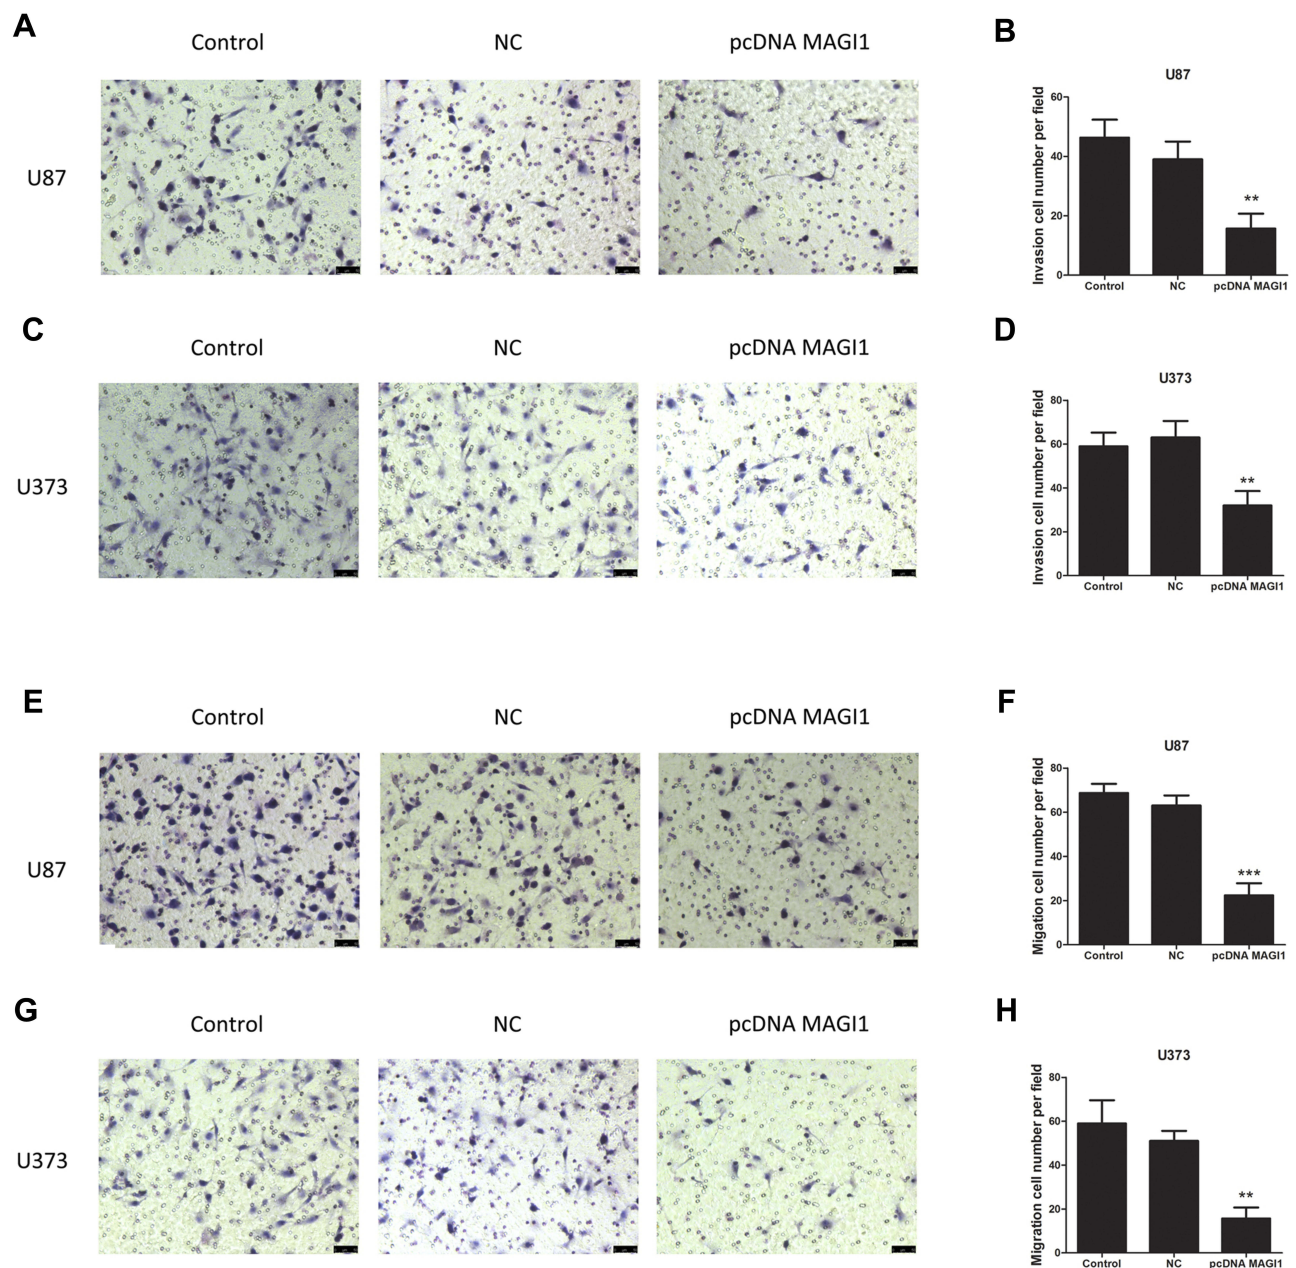 A
Control
NC
pcDNA MAGI1
U87
B
U87
Invasion cell number per field
60
40
20
0
**
Control
NC
pcDNA MAGI1
C
Control
NC
pcDNA MAGI1
U373
D
U373
Invasion cell number per field
80
60
40
20
0
**
Control
NC
pcDNA MAGI1
E
Control
NC
pcDNA MAGI1
U87
F
U87
Migation cell number per field
80
60
40
20
0
***
Control
NC
pcDNA MAGI1
G
Control
NC
pcDNA MAGI1
U373
H
U373
Migration cell number per field
80
60
40
20
0
**
Control
NC
pcDNA MAGI1